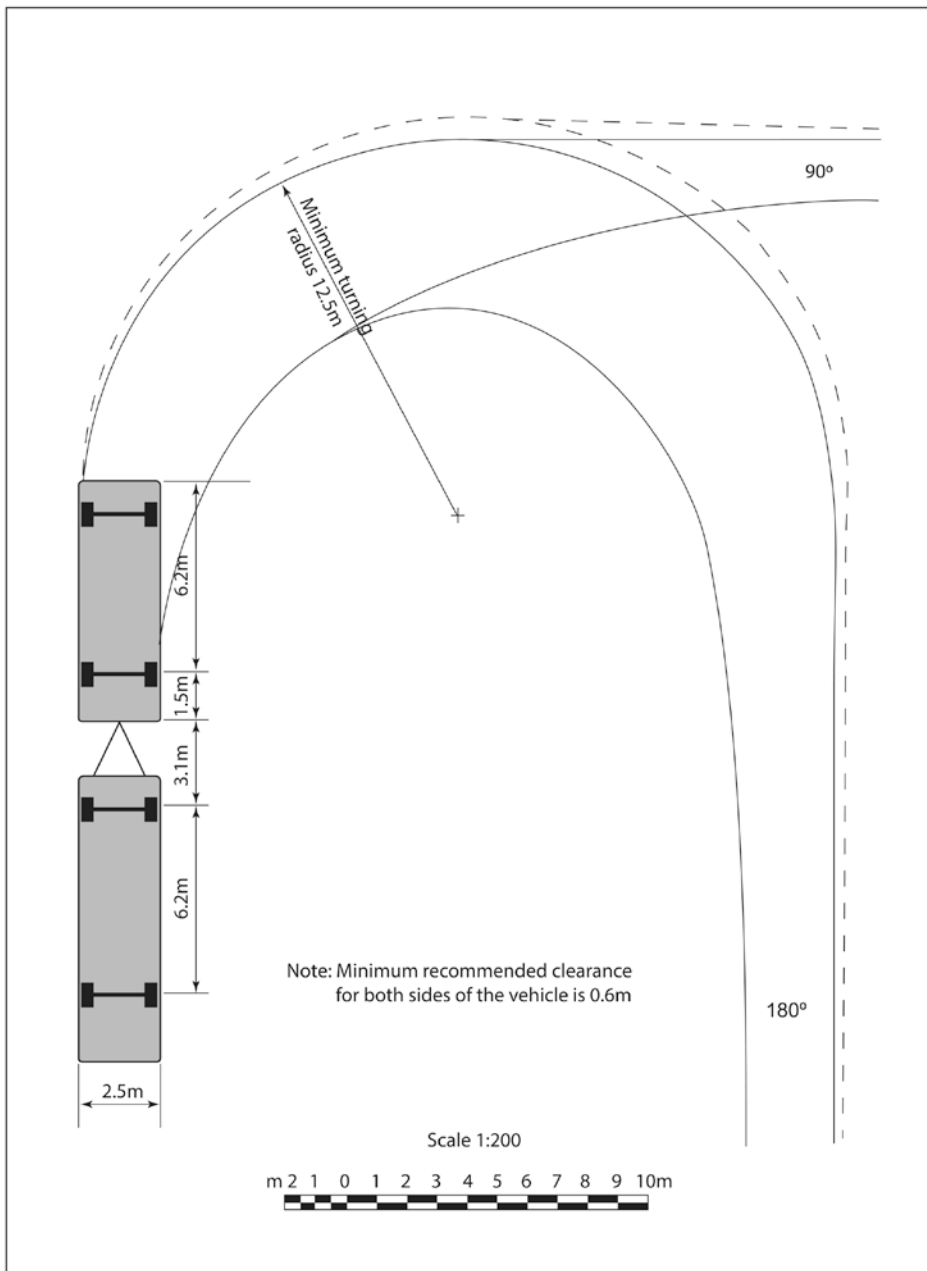 90º
Minimum turning
radius 12.5m
6.2m
1.5m
3.1m
6.2m
Note: Minimum recommended clearance
for both sides of the vehicle is 0.6m
180º
2.5m
Scale 1:200
m 2 1 0 1 2 3 4 5 6 7 8 9 10m